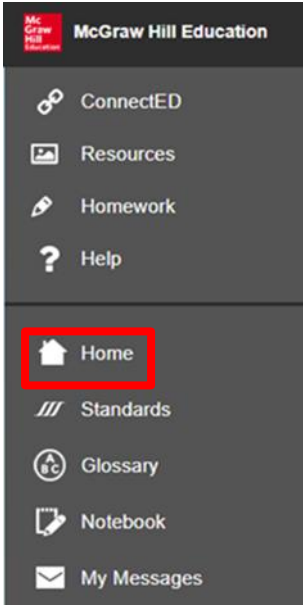 Mc
Graw
Hill
Education
McGraw Hill Education
ConnectED
Resources
Homework
? Help
Home
Standards
A
B C
Glossary
Notebook
My Messages